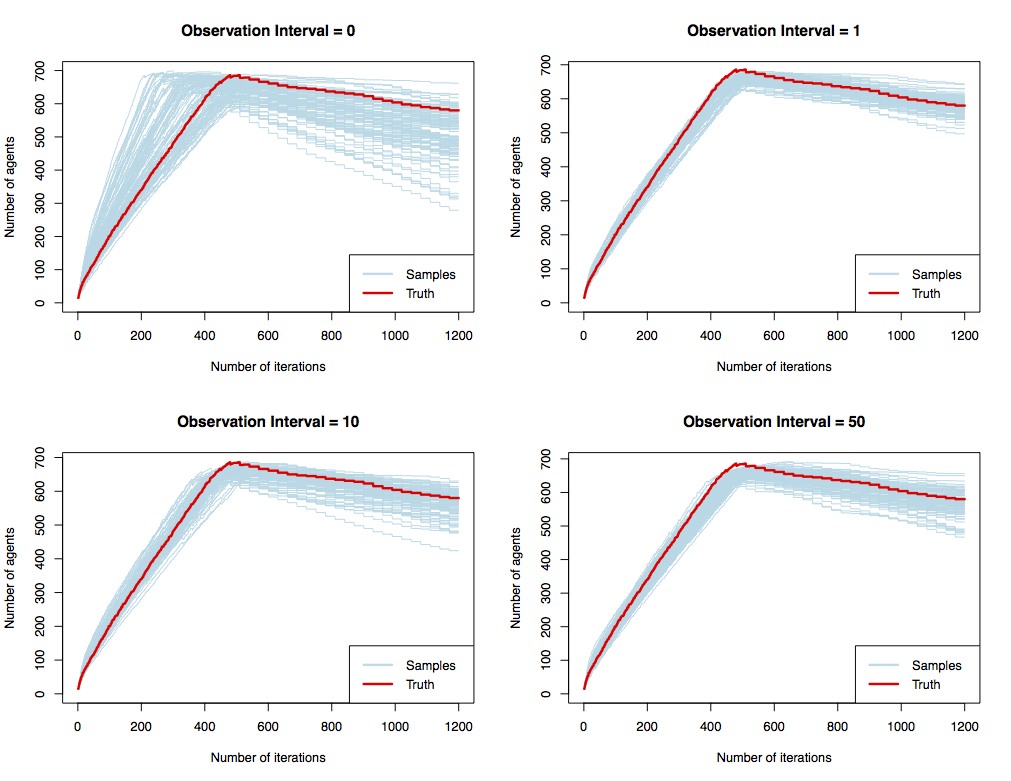 Observation Interval = 0
Number of agents
700
600
500
400
300
200
100
0
Samples
Truth
0 200 400 600 800 1000 1200
Number of iterations
Observation Interval = 1
Number of agents
700
600
500
400
300
200
100
0
Samples
Truth
0 200 400 600 800 1000 1200
Number of iterations
Observation Interval = 10
Number of agents
700
600
500
400
300
200
100
0
Samples
Truth
0 200 400 600 800 1000 1200
Number of iterations
Observation Interval = 50
Number of agents
700
600
500
400
300
200
100
0
Samples
Truth
0 200 400 600 800 1000 1200
Number of iterations